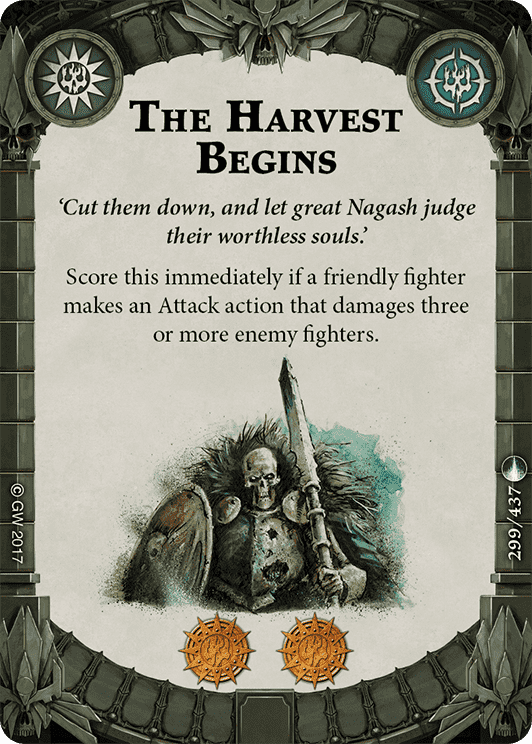 The Harvest
Begins
‘Cut them down, and let great Nagash judge
their worthless souls.’
Score this immediately if a friendly fighter
makes an Attack action that damages three
or more enemy fighters.
© GW 2017
299/437